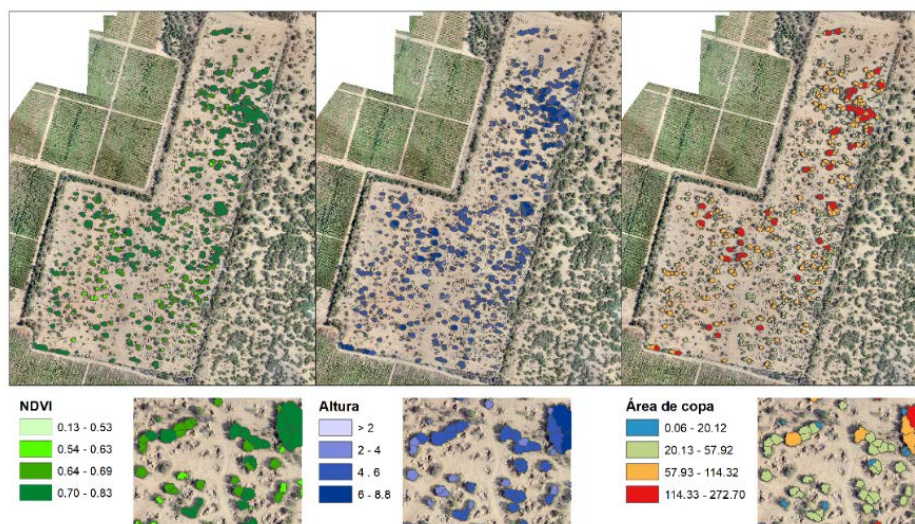 NDVI
0.13 - 0.53
0.54 - 0.63
0.64 - 0.69
0.70 - 0.83
Altura
> 2
2 - 4
4 . 6
6 - 8.8
Área de copa
0.06 - 20.12
20.13 - 57.92
57.93 - 114.32
114.33 - 272.70